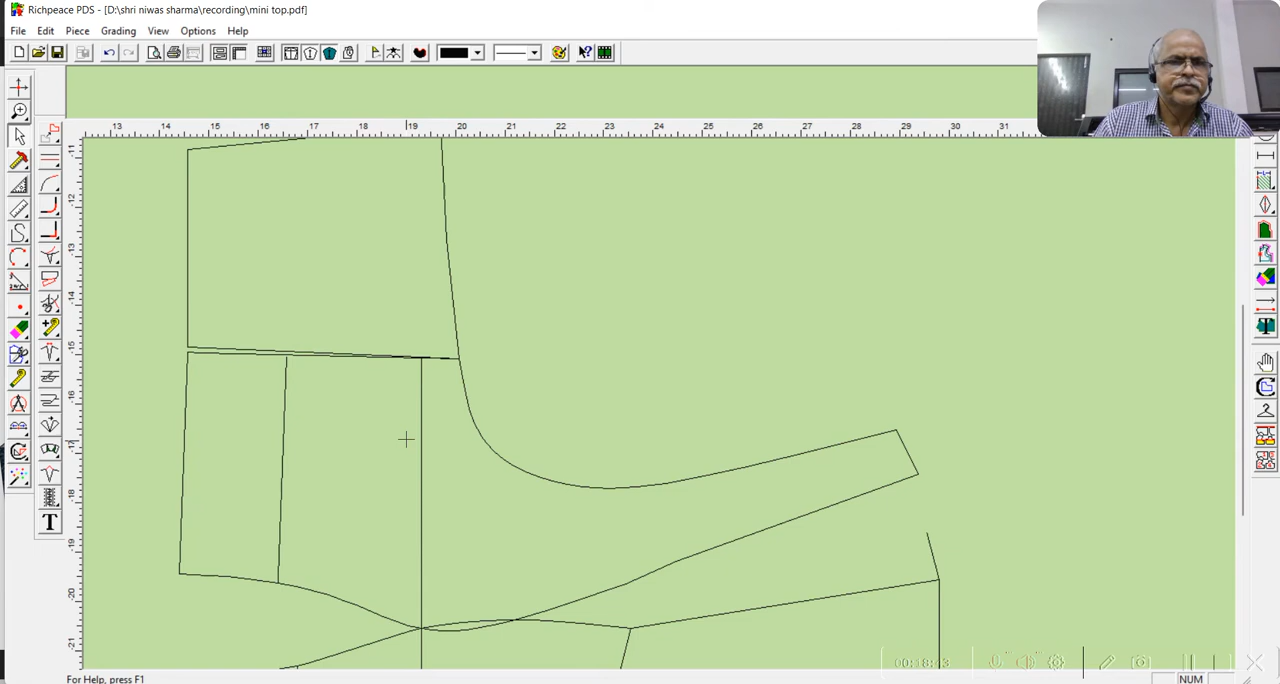 Richpeace PDS - [D:\shri niwas sharma\recording\mini top.pdf]
File Edit Piece Grading View Options Help
13 15 16 17 18 19 20 21 22 23 24 25 26 27 28 29 30 31
-11
-12
-13
-14
-15
-16
-17
-18
-19
-20
-21
T
T
For Help, press F1
NUM